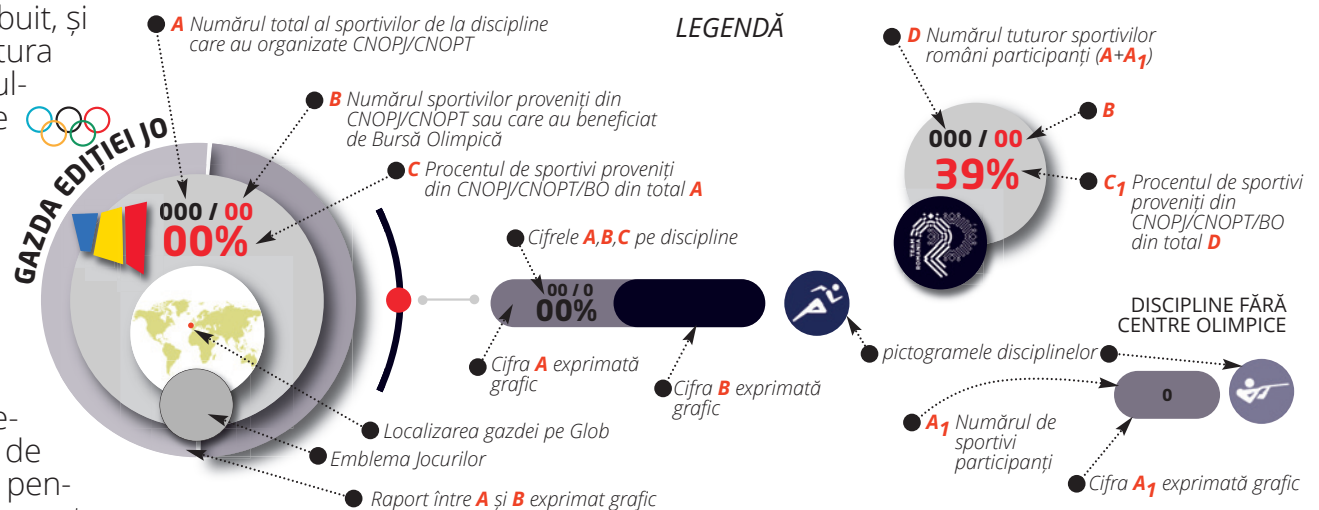 buit, și
tura
ul-
e
e-
de
pen-
LEGENDĂ
A Numărul total al sportivilor de la discipline
care au organizate CNOPJ/CNOPT
B Numărul sportivilor proveniți din
CNOPJ/CNOPT sau care au beneficiat
de Bursă Olimpică
C Procentul de sportivi proveniți
din CNOPJ/CNOPT/BO din total A
GAZDA EDIȚIEI JO
000 / 00
00%
Cifrele A,B,C pe discipline
00 / 0
00%
Cifra A exprimată
grafic
Cifra B exprimată
grafic
Localizarea gazdei pe Glob
Emblema Jocurilor
Raport între A și B exprimat grafic
D Numărul tuturor sportivilor
români participanți (A+A1)
B
000 / 00
39%
C1 Procentul de sportivi
proveniți din
CNOPJ/CNOPT/BO
din total D
TEAM
ROMANIA
DISCIPLINE FĂRĂ
CENTRE OLIMPICE
pictogramele disciplinelor
0
A1 Numărul de
sportivi
participanți
Cifra A1 exprimată grafic